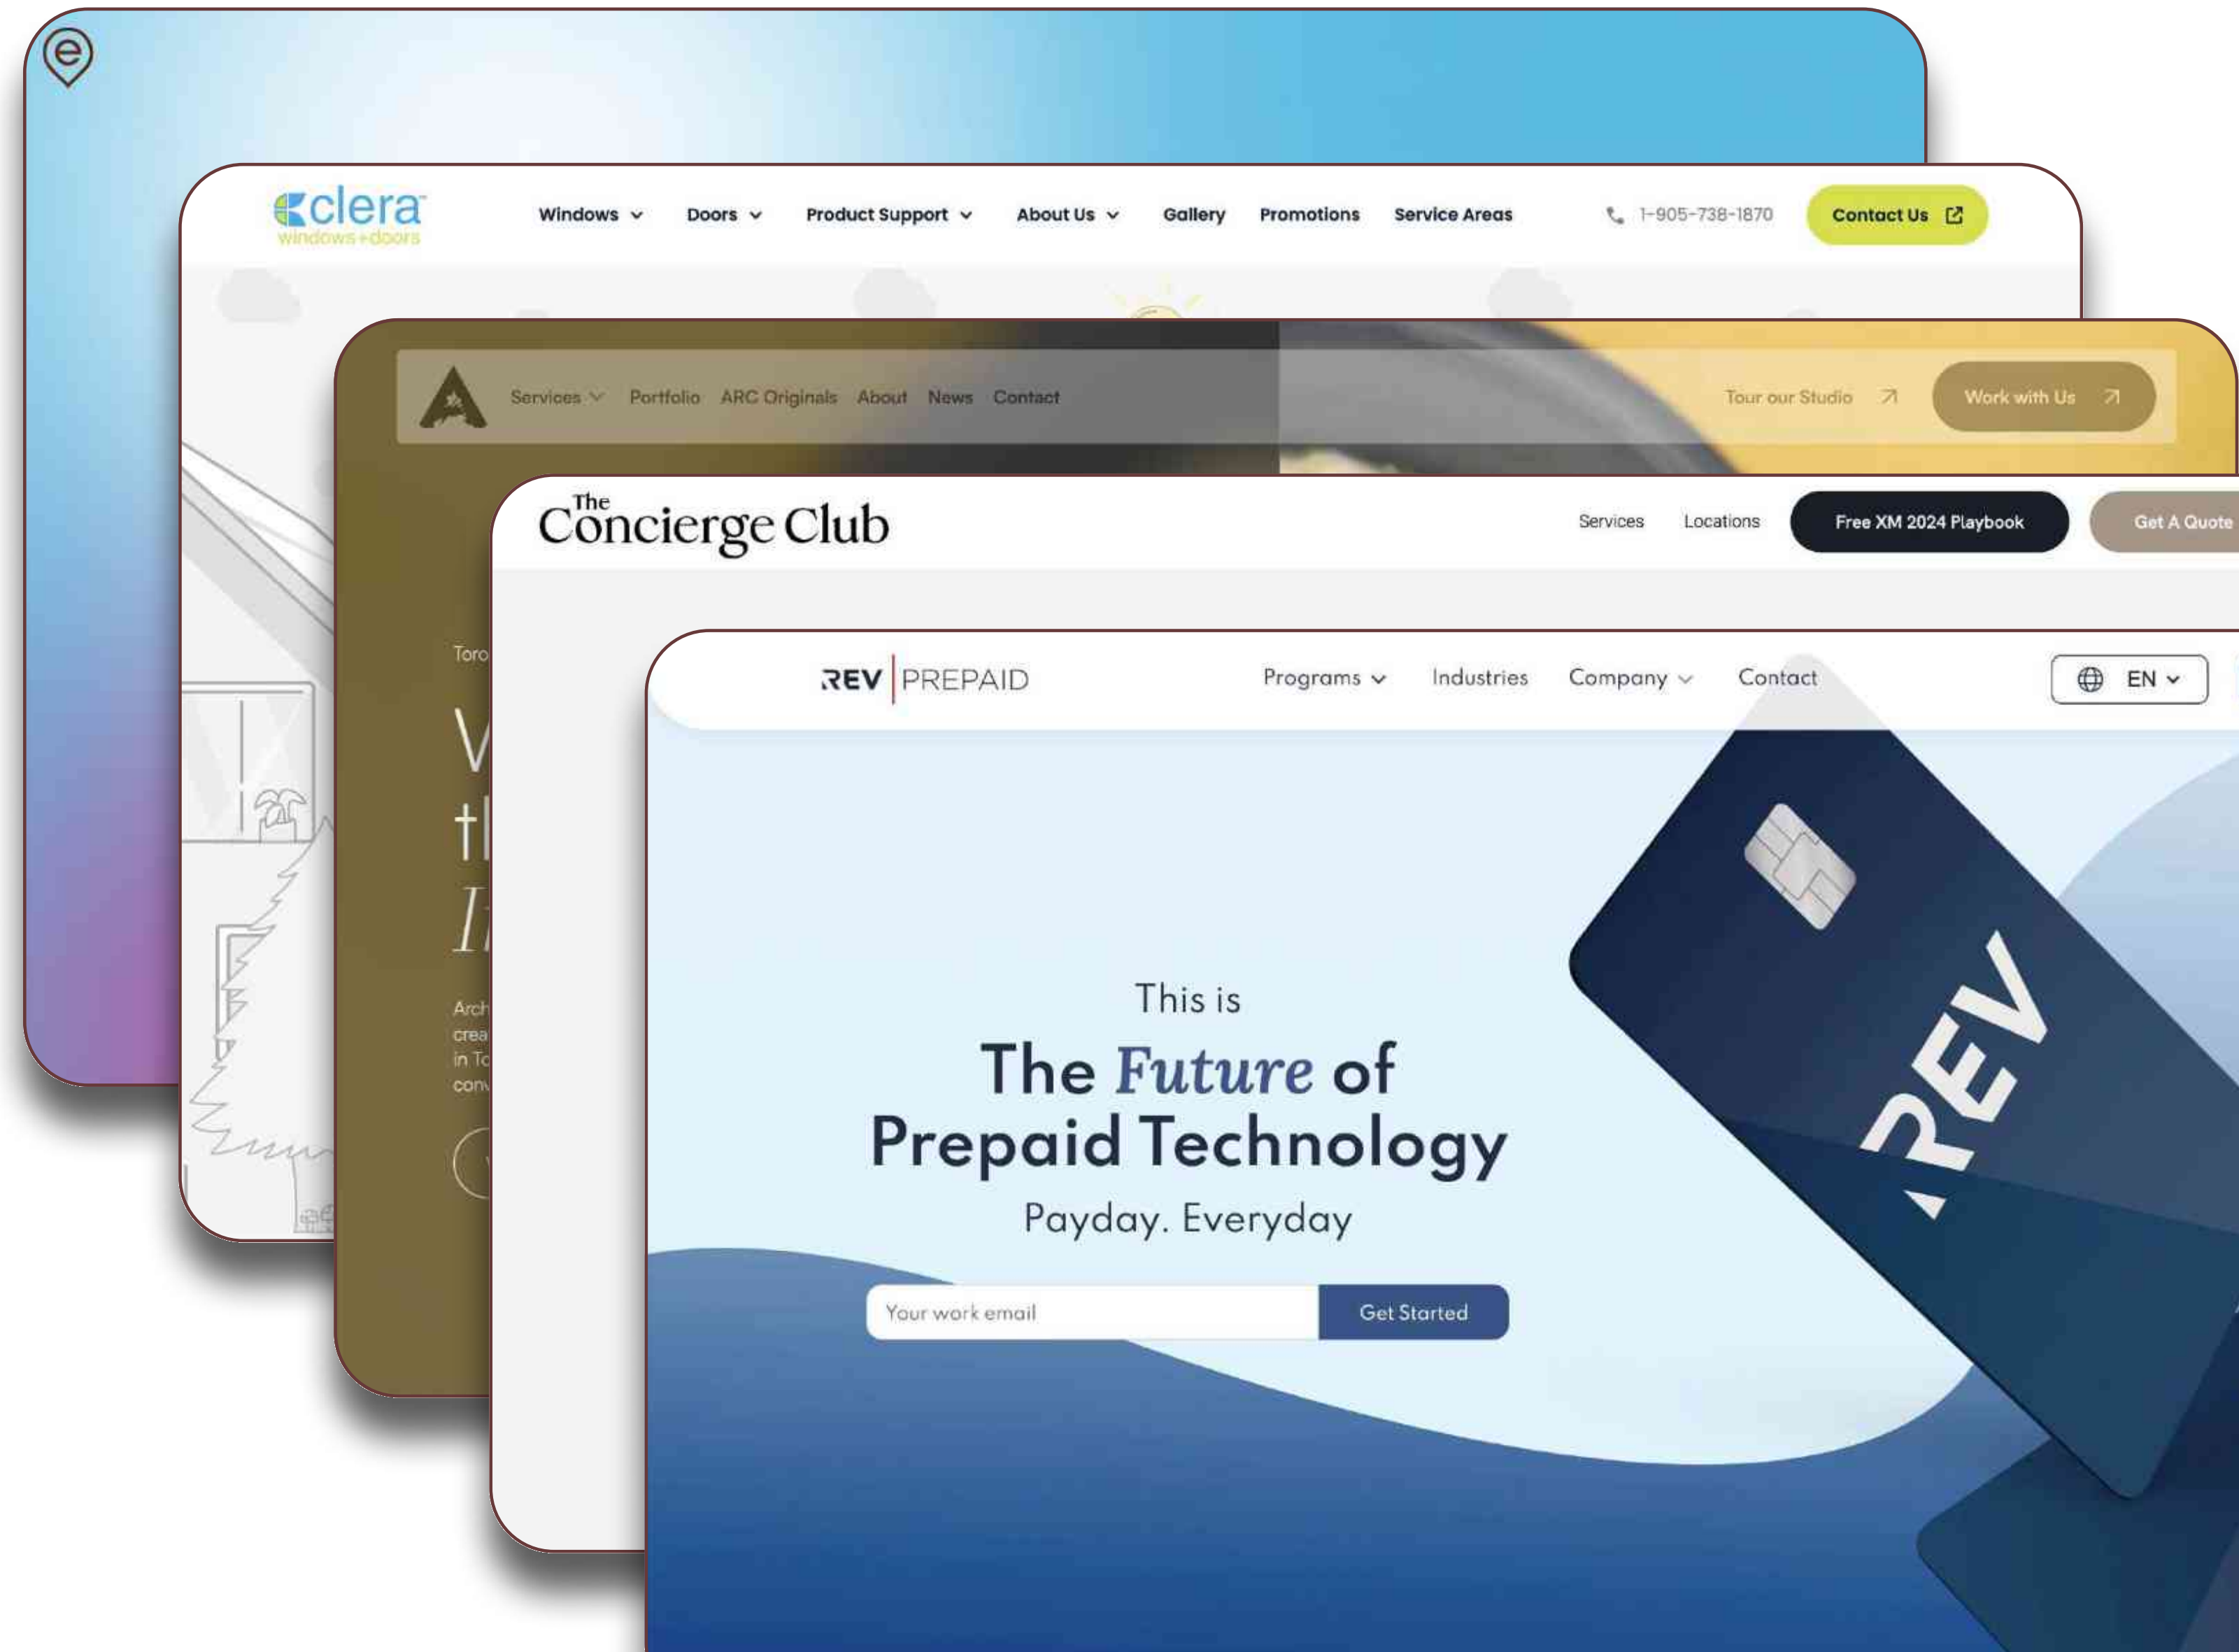 e
clera
windows+doors
Windows Doors Product Support About Us Gallery Promotions Service Areas 1-905-738-1870 Contact Us
Services Portfolio ARC Originals About News Contact Tour our Studio Work with Us
The
Concierge Club
Services Locations Free XM 2024 Playbook Get A Quote
REV PREPAID
Programs Industries Company Contact EN
REV
This is
The Future of
Prepaid Technology
Payday. Everyday
Your work email Get Started
in